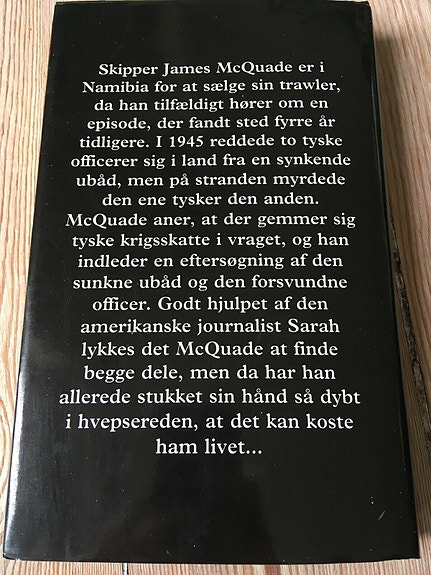 Skipper James McQuade er i
Namibia for at sælge sin trawler,
da han tilfældigt hører om en
episode, der fandt sted fyrre år
tidligere. I 1945 reddede to tyske
officerer sig i land fra en synkende
ubåd, men på stranden myrdede
den ene tysker den anden.
McQuade aner, at der gemmer sig
tyske krigsskatte i vraget, og han
indleder en eftersøgning af den
sunkne ubåd og den forsvundne
officer. Godt hjulpet af den
amerikanske journalist Sarah
lykkes det McQuade at finde
begge dele, men da har han
allerede stukket sin hånd så dybt
i hvepsereden, at det kan koste
ham livet...